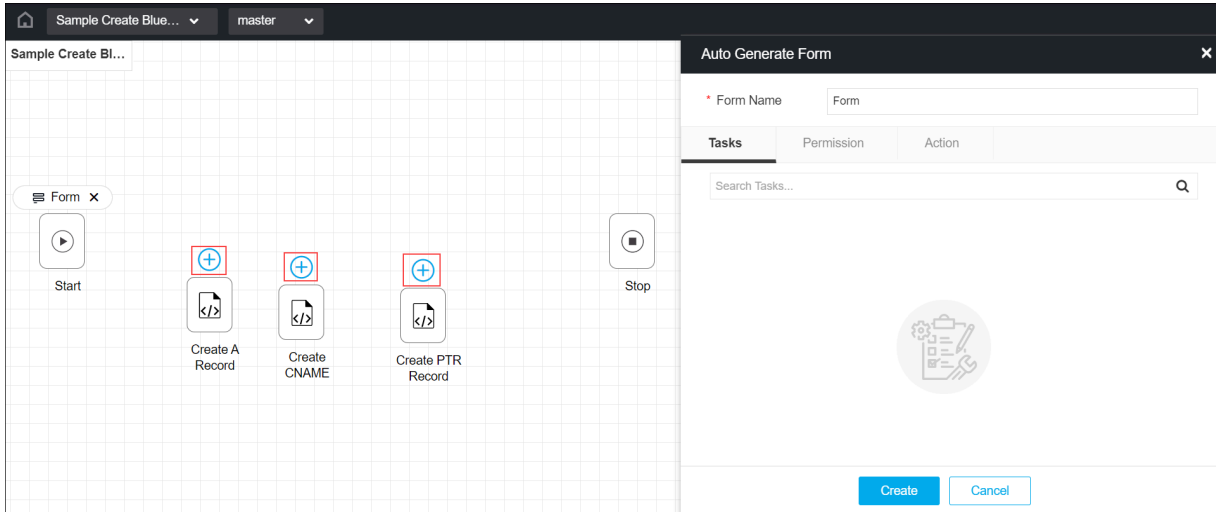 Sample Create Blue…
master
Sample Create Bl...
Auto Generate Form
* Form Name
Form
Tasks
Permission
Action
Search Tasks...
Form
Start
Stop
Create A
Record
Create
CNAME
Create PTR
Record
Create
Cancel